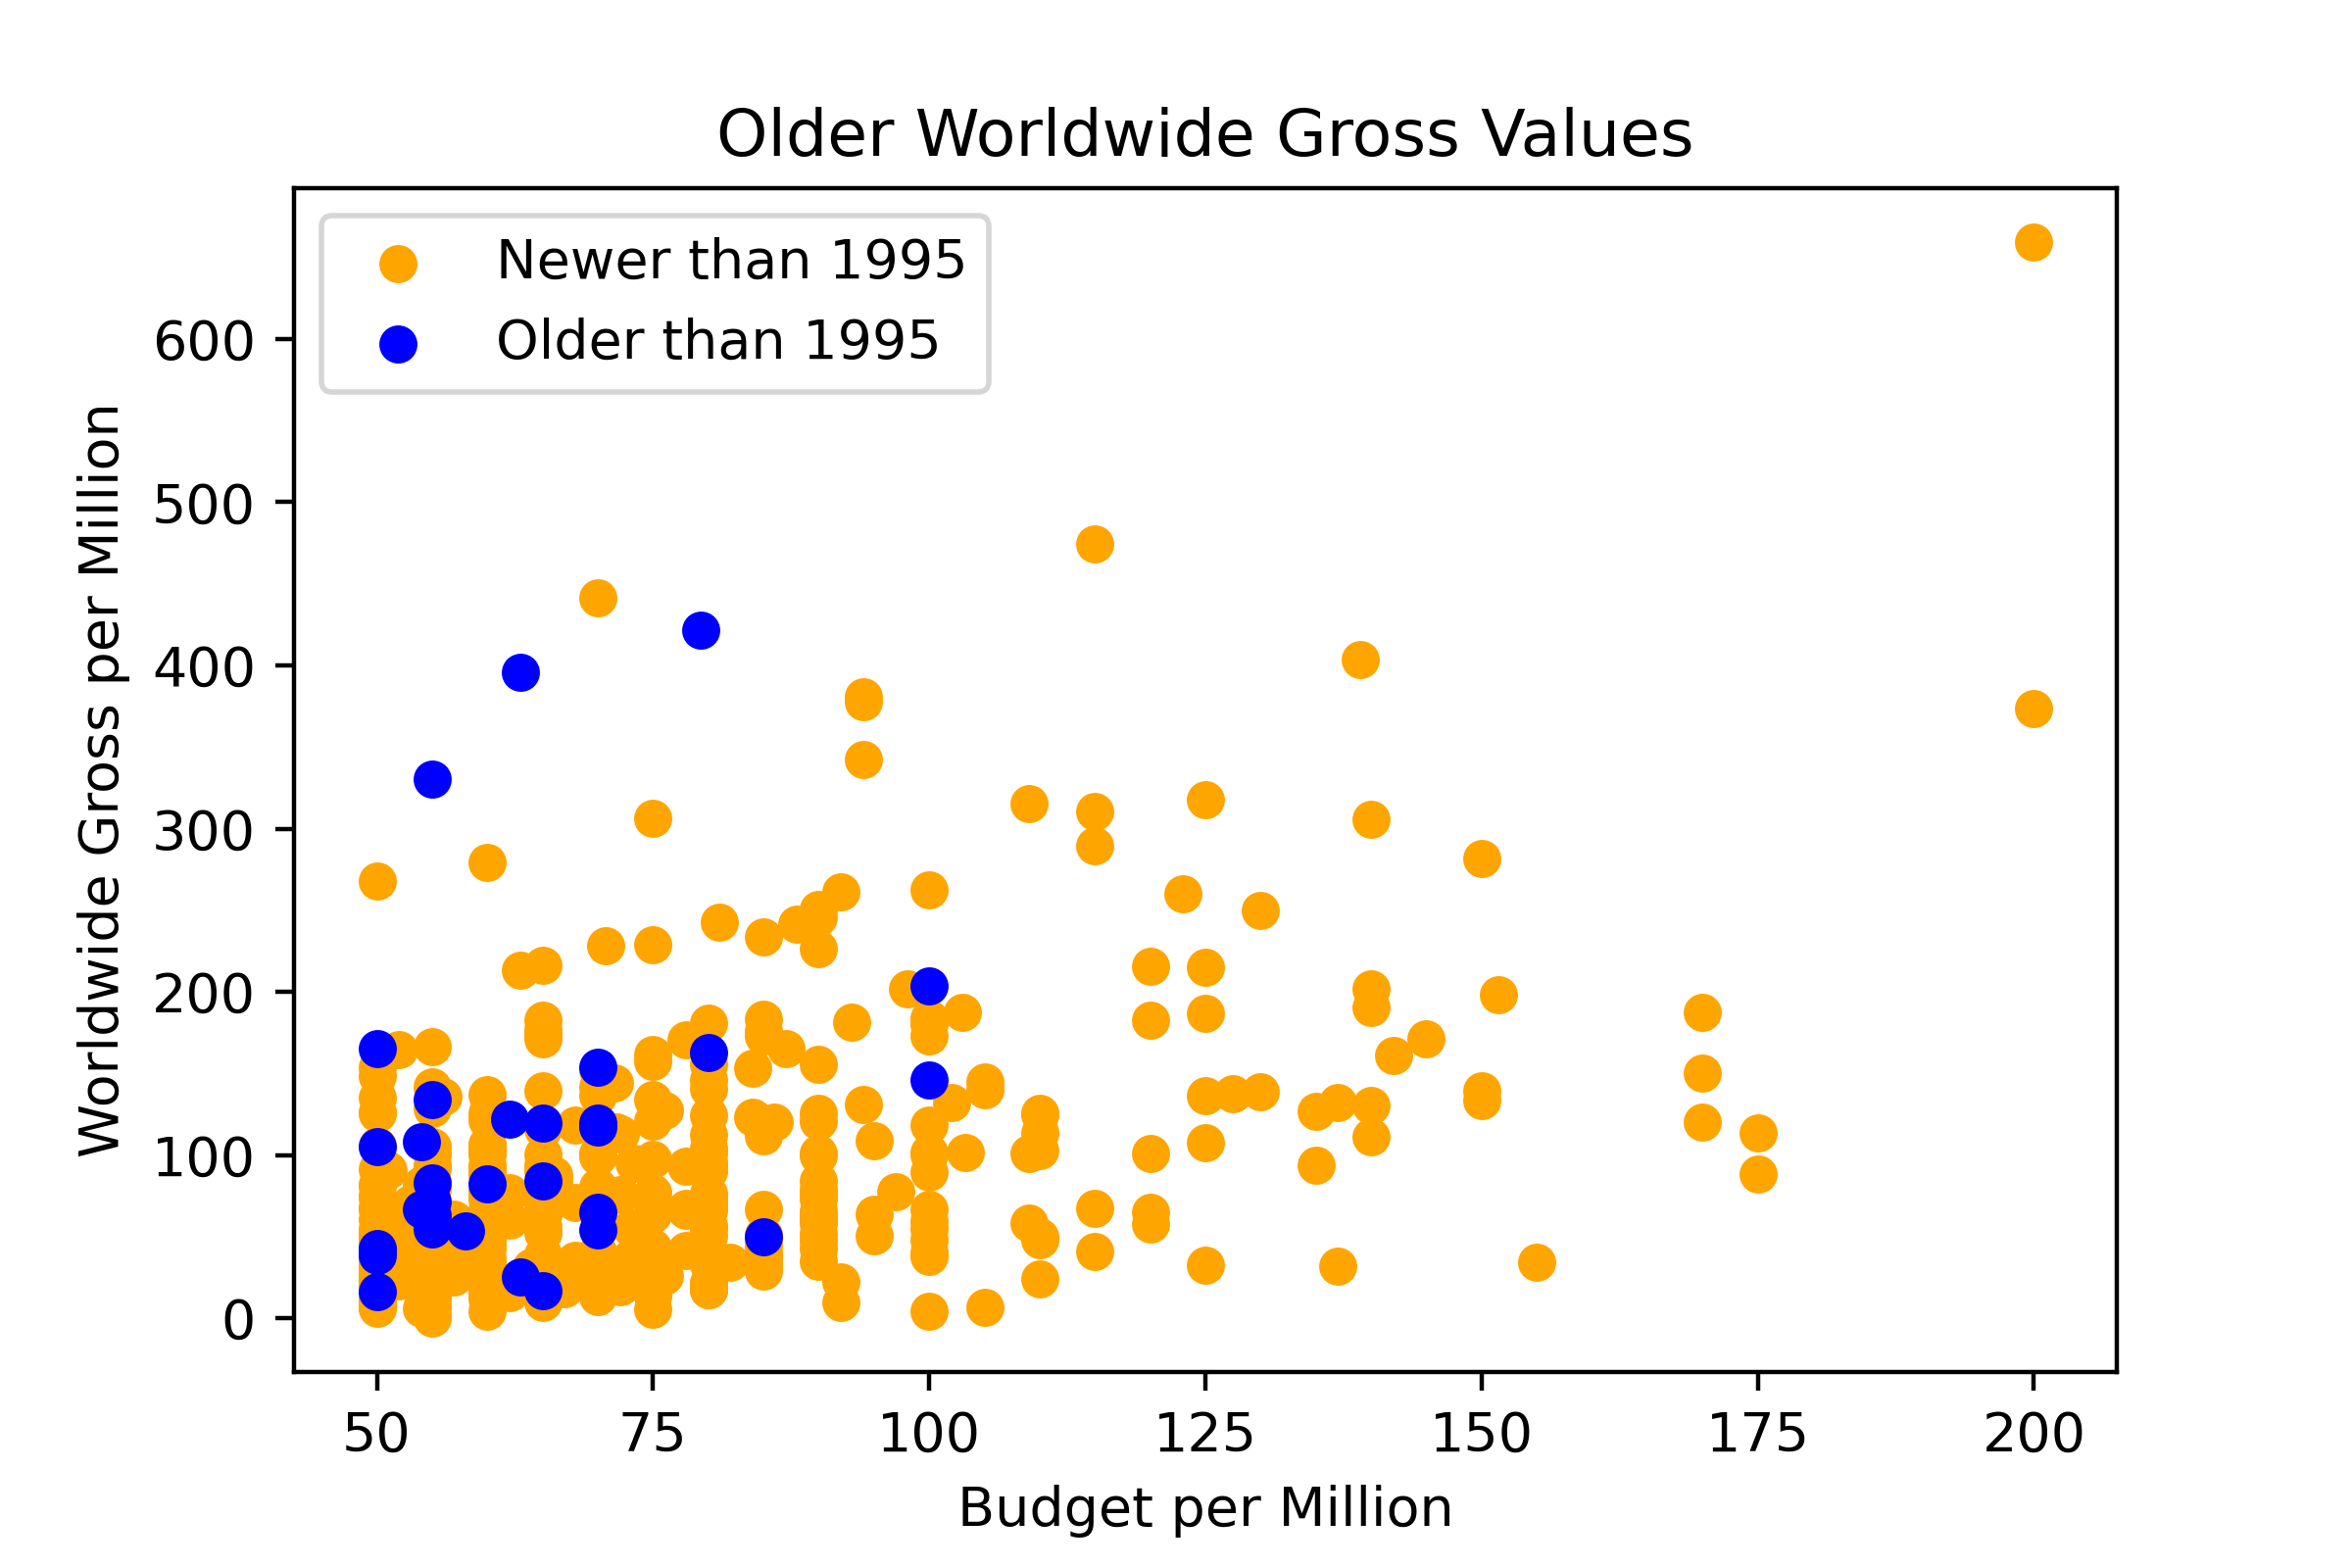 Older Worldwide Gross Values
Newer than 1995
Older than 1995
Worldwide Gross per Million
600
500
400
300
200
100
0
50 75 100 125 150 175 200
Budget per Million